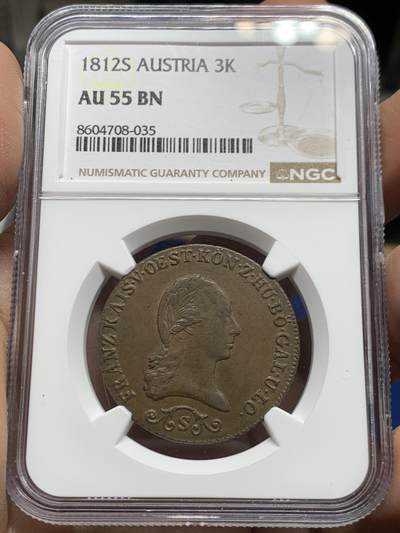 1812S AUSTRIA 3K
AU 55 BN
8604708-035
NUMISMATIC GUARANTY COMPANY NGC
FRANZ KAIS·V·OEST·KÖN·Z·HU·BÖ·GAL·U·LO·
S